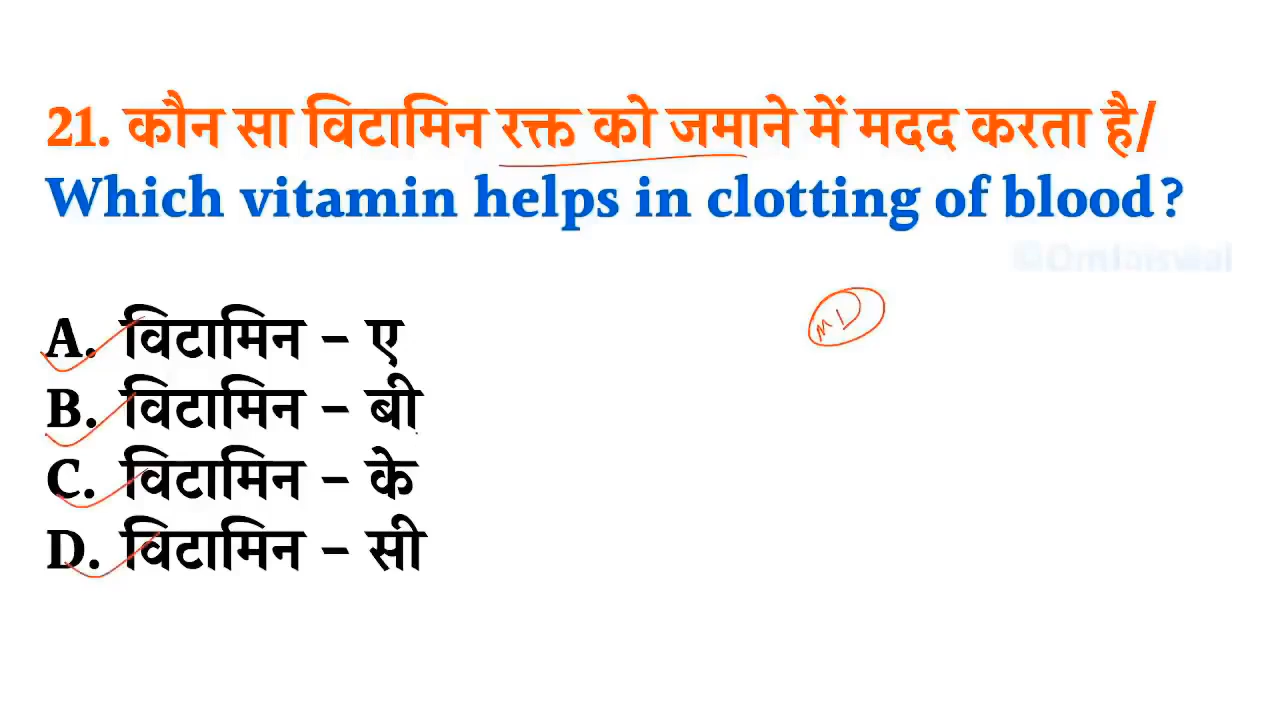 21. कौन सा विटामिन रक्त को जमाने में मदद करता है/
Which vitamin helps in clotting of blood?
A. विटामिन – ए
B. विटामिन – बी
C. विटामिन – के
D. विटामिन – सी